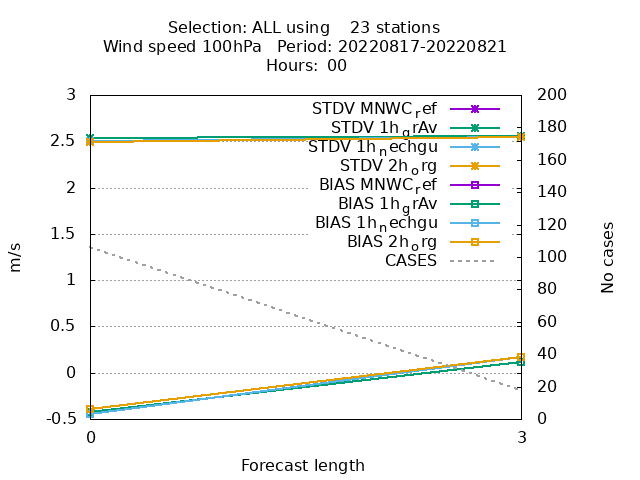 Selection: ALL using    23 stations
Wind speed 100hPa   Period: 20220817-20220821
Hours: 00
3
2.5
2
1.5
1
0.5
0
-0.5
m/s
STDV MNWC_ref
STDV 1h_grAv
STDV 1h_nechgu
STDV 2h_org
BIAS MNWC_ref
BIAS 1h_grAv
BIAS 1h_nechgu
BIAS 2h_org
CASES
200
180
160
140
120
100
80
60
40
20
0
No cases
0
3
Forecast length